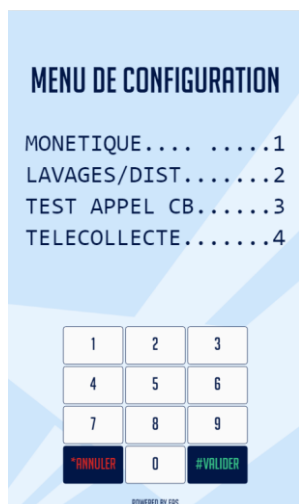 MENU DE CONFIGURATION
MONETIQUE.... .....1
LAVAGES/DIST.......2
TEST APPEL CB......3
TELECOLLECTE.......4
1 2 3
4 5 6
7 8 9
*ANNULER 0 #VALIDER
POWERED BY EPS